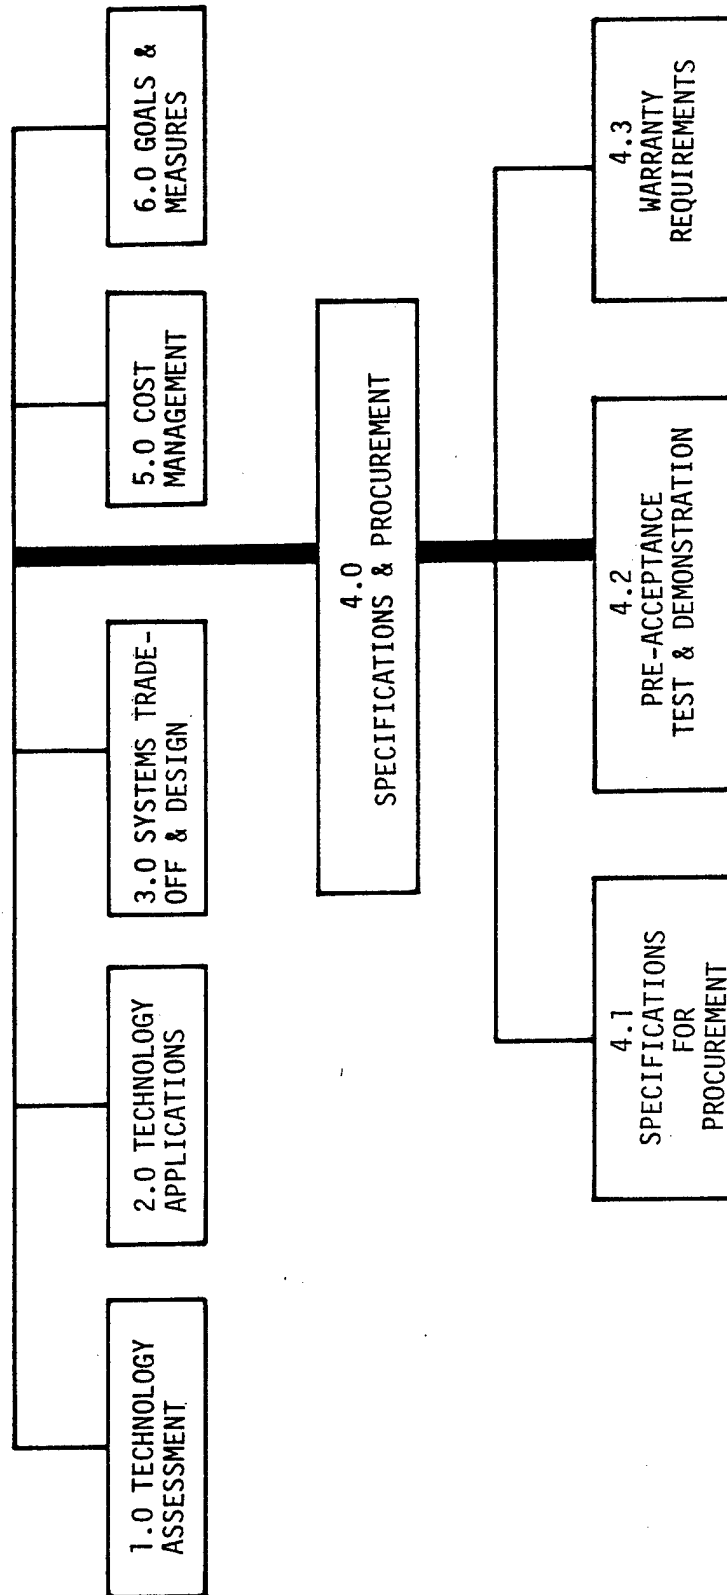 1.0 TECHNOLOGY
ASSESSMENT
2.0 TECHNOLOGY
APPLICATIONS
3.0 SYSTEMS TRADE-
OFF & DESIGN
5.0 COST
MANAGEMENT
6.0 GOALS &
MEASURES
4.0
SPECIFICATIONS & PROCUREMENT
4.1
SPECIFICATIONS
FOR
PROCUREMENT
4.2
PRE-ACCEPTANCE
TEST & DEMONSTRATION
4.3
WARRANTY
REQUIREMENTS